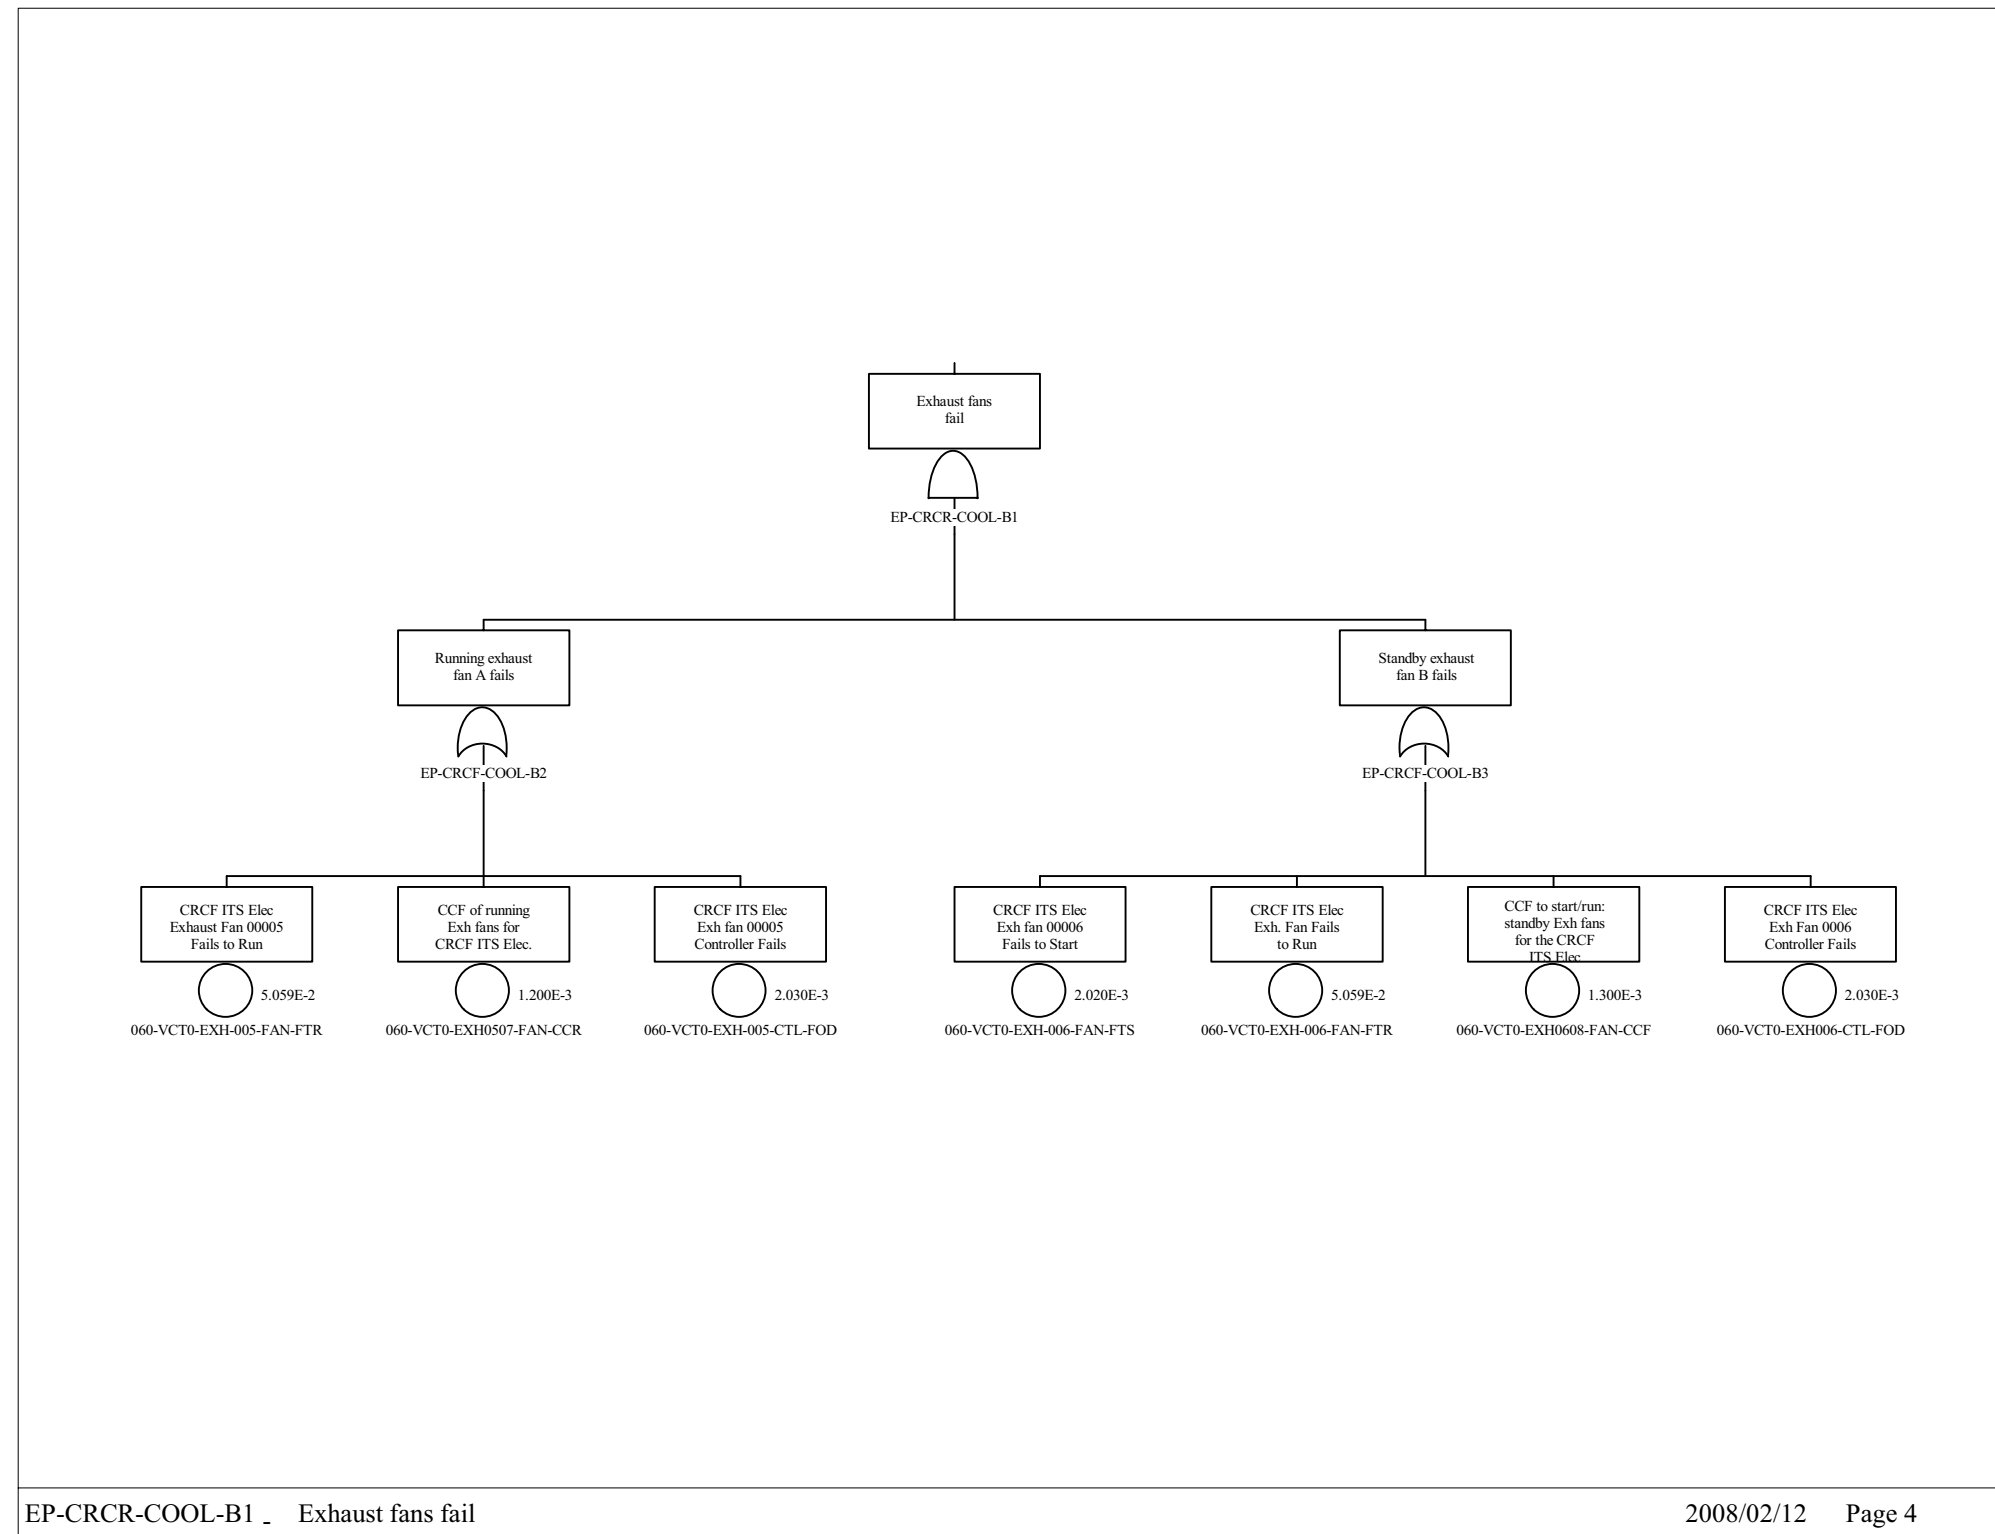 Exhaust fans
fail
EP-CRCR-COOL-B1
Running exhaust
fan A fails
EP-CRCF-COOL-B2
Standby exhaust
fan B fails
EP-CRCF-COOL-B3
CRCF ITS Elec
Exhaust Fan 00005
Fails to Run
5.059E-2
060-VCT0-EXH-005-FAN-FTR
CCF of running
Exh fans for
CRCF ITS Elec.
1.200E-3
060-VCT0-EXH0507-FAN-CCR
CRCF ITS Elec
Exh fan 00005
Controller Fails
2.030E-3
060-VCT0-EXH-005-CTL-FOD
CRCF ITS Elec
Exh fan 00006
Fails to Start
2.020E-3
060-VCT0-EXH-006-FAN-FTS
CRCF ITS Elec
Exh. Fan Fails
to Run
5.059E-2
060-VCT0-EXH-006-FAN-FTR
CCF to start/run:
standby Exh fans
for the CRCF
ITS Elec
1.300E-3
060-VCT0-EXH0608-FAN-CCF
CRCF ITS Elec
Exh Fan 0006
Controller Fails
2.030E-3
060-VCT0-EXH006-CTL-FOD
EP-CRCR-COOL-B1 - Exhaust fans fail
2008/02/12 Page 4